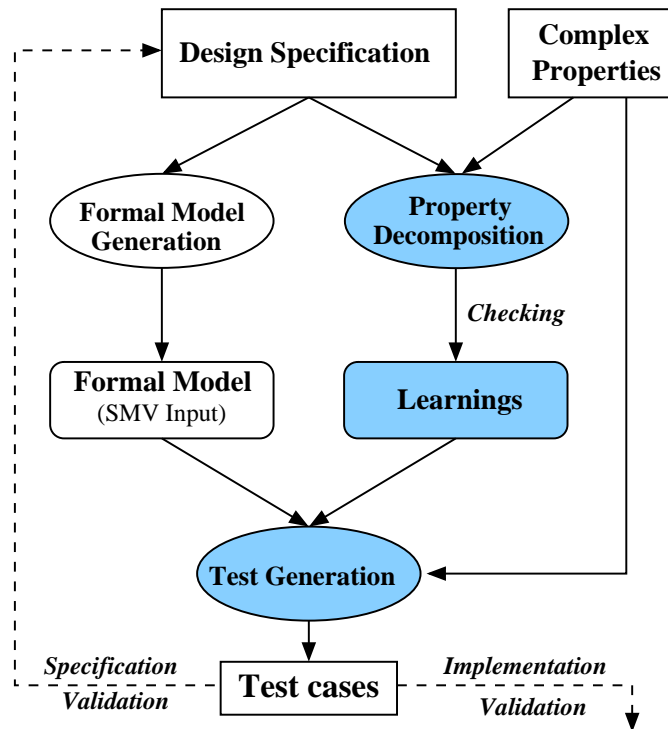 Design Specification
Complex
Properties
Formal Model
Generation
Property
Decomposition
Checking
Formal Model
(SMV Input)
Learnings
Test Generation
Specification
Validation
Test cases
Implementation
Validation